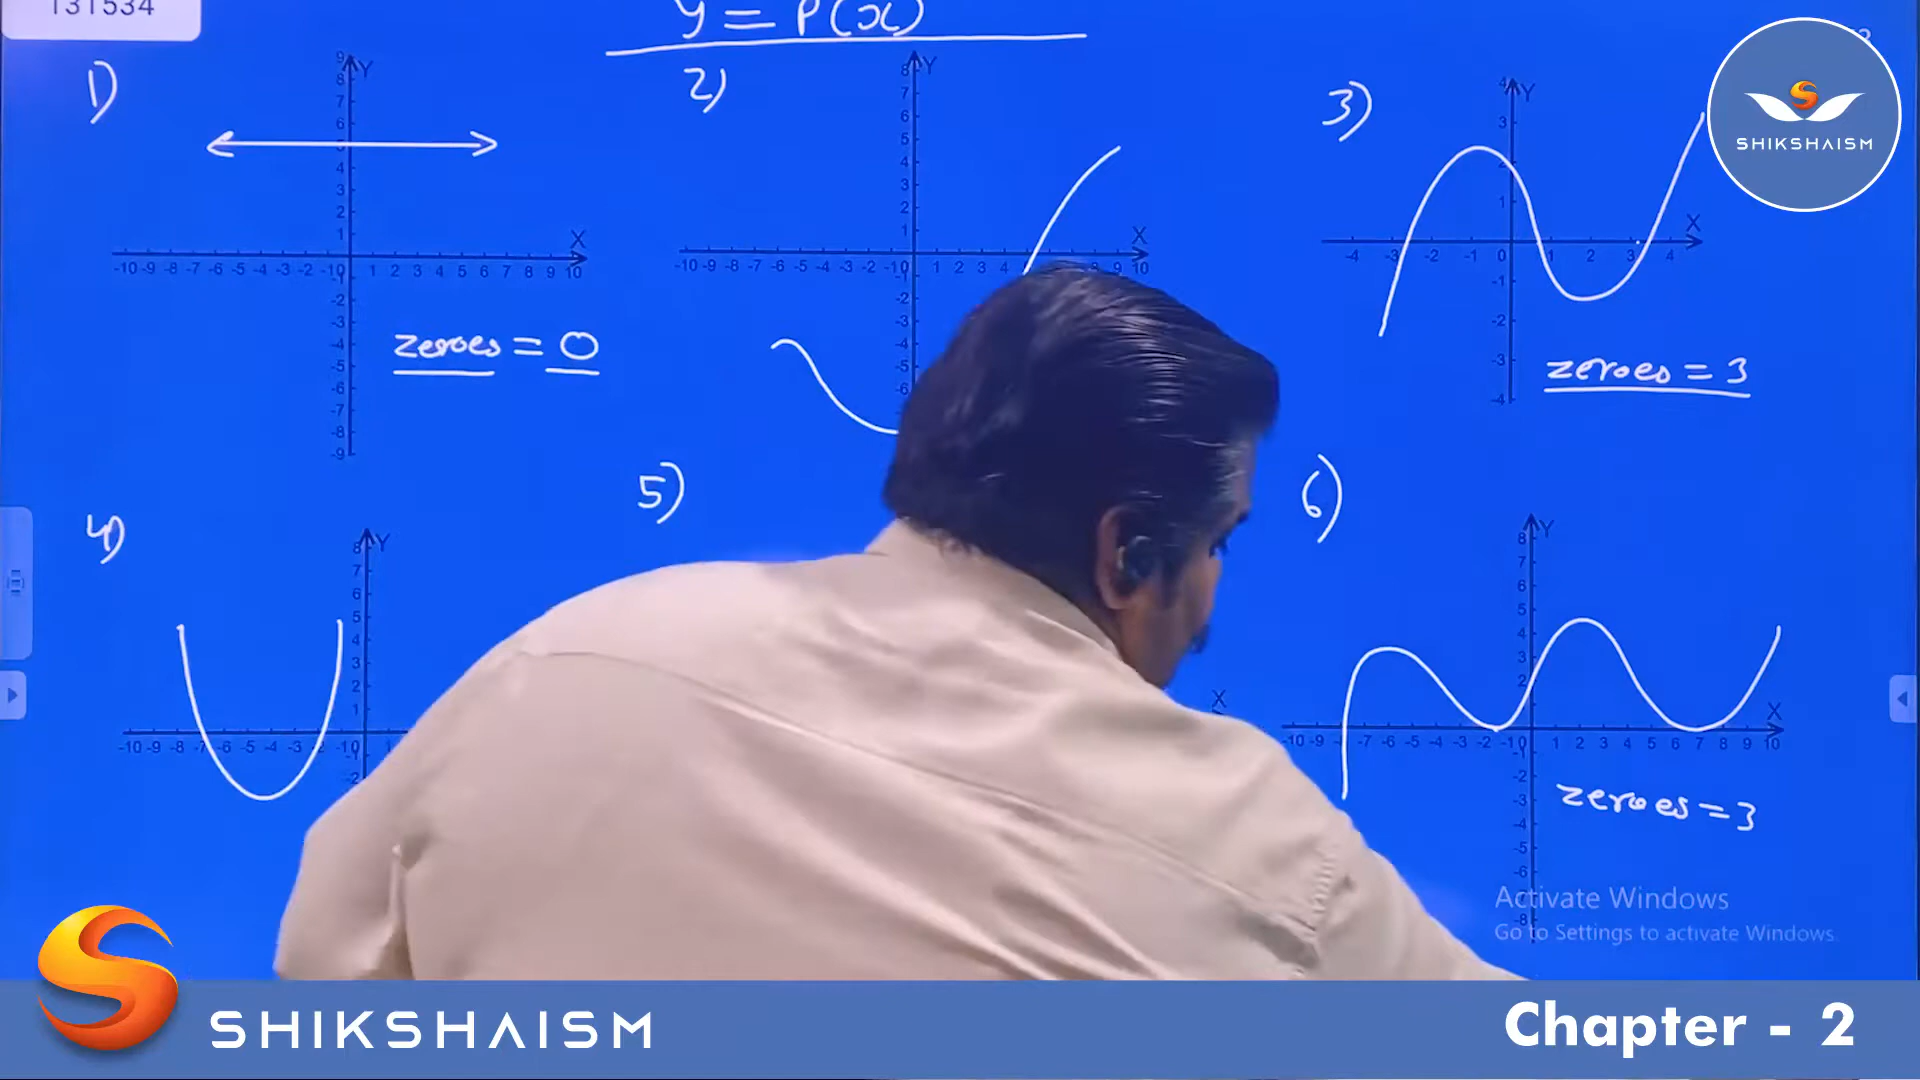 131534
y = P(x)
1)
2)
3)
SHIKSHAISM
zeroes = 0
zeroes = 3
4)
5)
6)
zeroes = 3
Activate Windows
Go to Settings to activate Windows.
SHIKSHAISM
Chapter - 2